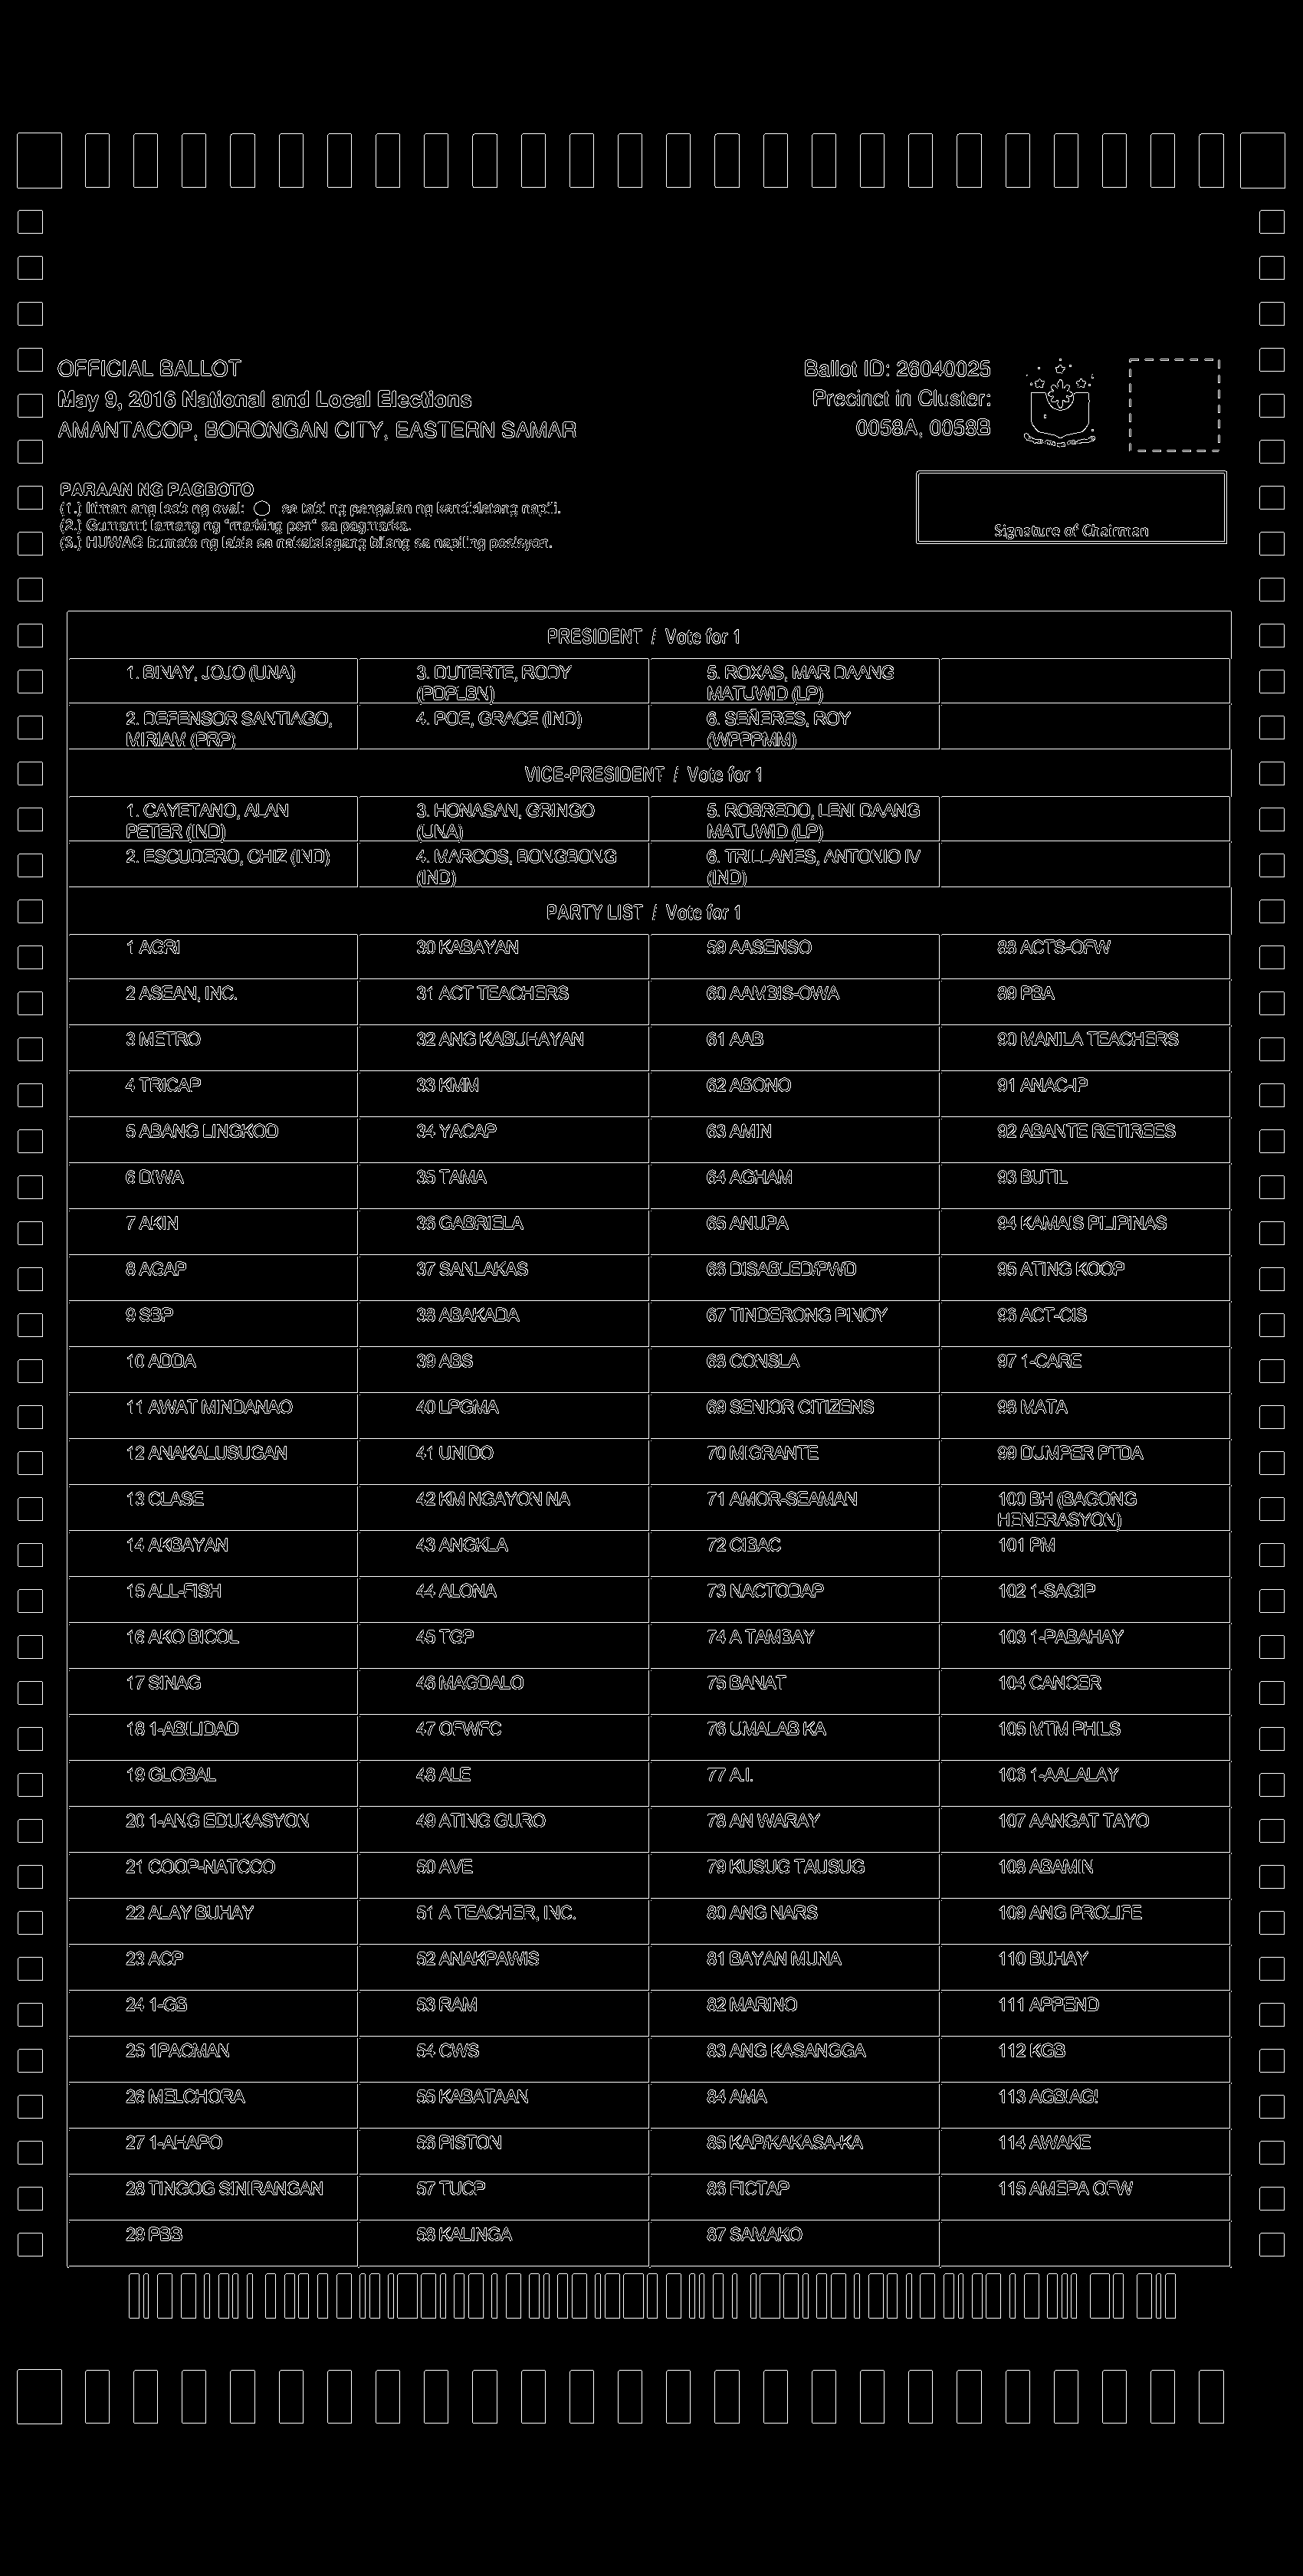 OFFICIAL BALLOT
May 9, 2016 National and Local Elections
AMANTACOP, BORONGAN CITY, EASTERN SAMAR
Ballot ID: 26040025
Precinct in Cluster:
0058A, 0058B
PARAAN NG PAGBOTO
(1.) Itiman ang loob ng oval: sa tabi ng pangalan ng kandidatong napili.
(2.) Gumamit lamang ng "marking pen" sa pagmarka.
(3.) HUWAG bumoto ng labis sa nakatalagang bilang sa napiling posisyon.
Signature of Chairman
PRESIDENT / Vote for 1
1. BINAY, JOJO (UNA)
3. DUTERTE, RODY
(PDPLBN)
5. ROXAS, MAR DAANG
MATUWID (LP)
2. DEFENSOR SANTIAGO,
MIRIAM (PRP)
4. POE, GRACE (IND)
6. SEÑERES, ROY
(WPPPMM)
VICE-PRESIDENT / Vote for 1
1. CAYETANO, ALAN
PETER (IND)
3. HONASAN, GRINGO
(UNA)
5. ROBREDO, LENI DAANG
MATUWID (LP)
2. ESCUDERO, CHIZ (IND)
4. MARCOS, BONGBONG
(IND)
6. TRILLANES, ANTONIO IV
(IND)
PARTY LIST / Vote for 1
1 AGRI
30 KABAYAN
59 AASENSO
88 ACTS-OFW
2 ASEAN, INC.
31 ACT TEACHERS
60 AAMBIS-OWA
89 PBA
3 METRO
32 ANG KABUHAYAN
61 AAB
90 MANILA TEACHERS
4 TRICAP
33 KMM
62 ABONO
91 ANAC-IP
5 ABANG LINGKOD
34 YACAP
63 AMIN
92 ABANTE RETIREES
6 DIWA
35 TAMA
64 AGHAM
93 BUTIL
7 AKIN
36 GABRIELA
65 ANUPA
94 KAMAIS PILIPINAS
8 AGAP
37 SANLAKAS
66 DISABLED/PWD
95 ATING KOOP
9 SBP
38 ABAKADA
67 TINDERONG PINOY
96 ACT-CIS
10 ADDA
39 ABS
68 CONSLA
97 1-CARE
11 AWAT MINDANAO
40 LPGMA
69 SENIOR CITIZENS
98 MATA
12 ANAKALUSUGAN
41 UNIDO
70 MIGRANTE
99 DUMPER PTDA
13 CLASE
42 KM NGAYON NA
71 AMOR-SEAMAN
100 BH (BAGONG
HENERASYON)
14 AKBAYAN
43 ANGKLA
72 CIBAC
101 PM
15 ALL-FISH
44 ALONA
73 NACTODAP
102 1-SAGIP
16 AKO BICOL
45 TGP
74 A TAMBAY
103 1-PABAHAY
17 SINAG
46 MAGDALO
75 BANAT
104 CANCER
18 1-ABILIDAD
47 OFWFC
76 UMALAB KA
105 MTM PHILS
19 GLOBAL
48 ALE
77 A.I.
106 1-AALALAY
20 1-ANG EDUKASYON
49 ATING GURO
78 AN WARAY
107 AANGAT TAYO
21 COOP-NATCCO
50 AVE
79 KUSUG TAUSUG
108 ABAMIN
22 ALAY BUHAY
51 A TEACHER, INC.
80 ANG NARS
109 ANG PROLIFE
23 ACP
52 ANAKPAWIS
81 BAYAN MUNA
110 BUHAY
24 1-GB
53 RAM
82 MARINO
111 APPEND
25 1PACMAN
54 CWS
83 ANG KASANGGA
112 KGB
26 MELCHORA
55 KABATAAN
84 AMA
113 AGBIAG!
27 1-AHAPO
56 PISTON
85 KAP/KAKASA-KA
114 AWAKE
28 TINGOG SINIRANGAN
57 TUCP
86 FICTAP
115 AMEPA OFW
29 PBB
58 KALINGA
87 SAMAKO